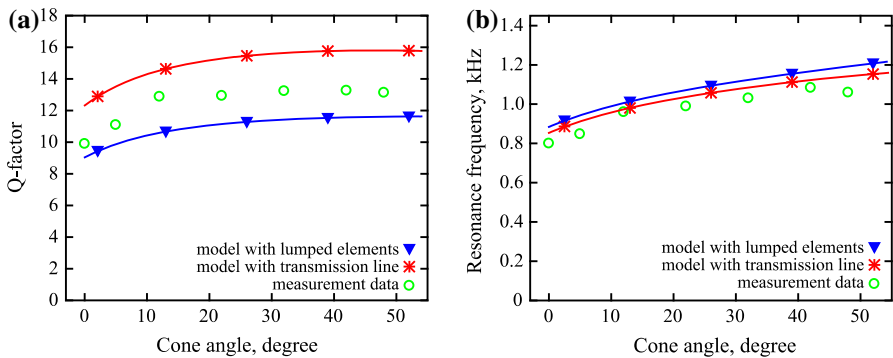 (a)
18
16
14
12
10
8
6
4
2
0
Q-factor
model with lumped elements
model with transmission line
measurement data
0 10 20 30 40 50
Cone angle, degree
(b)
1.4
1.2
1.0
0.8
0.6
0.4
0.2
0
Resonance frequency, kHz
model with lumped elements
model with transmission line
measurement data
0 10 20 30 40 50
Cone angle, degree